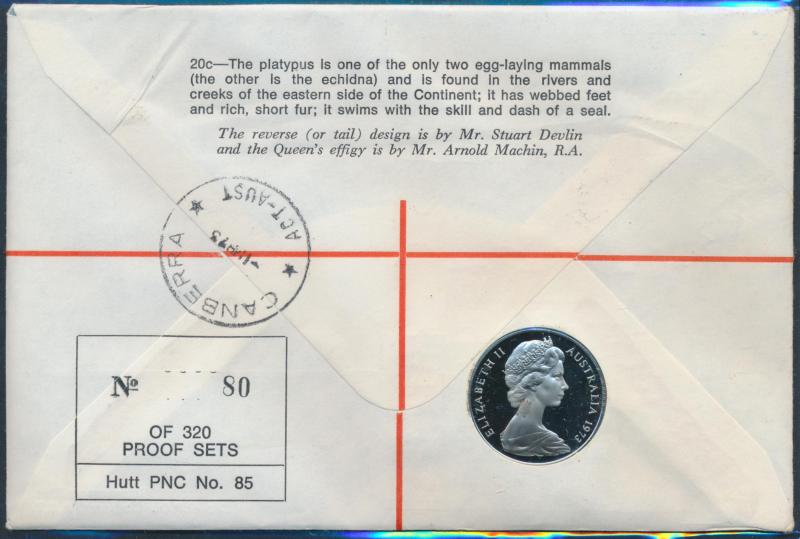 20c—The platypus is one of the only two egg-laying mammals
(the other is the echidna) and is found in the rivers and
creeks of the eastern side of the Continent; it has webbed feet
and rich, short fur; it swims with the skill and dash of a seal.
The reverse (or tail) design is by Mr. Stuart Devlin
and the Queen's effigy is by Mr. Arnold Machin, R.A.
CANBERRA
ACT-AUST
ELIZABETH II
AUSTRALIA 1973
No 80
OF 320
PROOF SETS
Hutt PNC No. 85